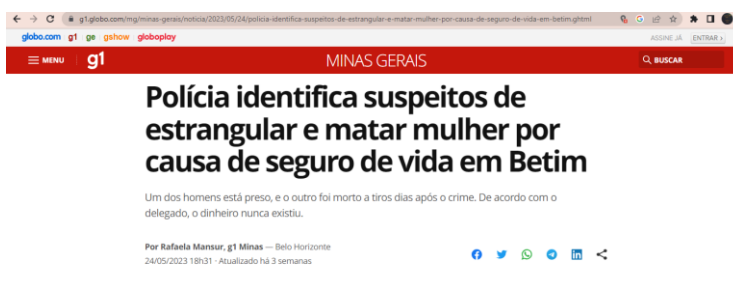 g1.globo.com/mg/minas-gerais/noticia/2023/05/24/policia-identifica-suspeitos-de-estrangular-e-matar-mulher-por-causa-de-seguro-de-vida-em-betim.ghtml
globo.com g1 ge gshow globoplay ASSINE JÁ ENTRAR >
MENU g1 MINAS GERAIS BUSCAR
Polícia identifica suspeitos de
estrangular e matar mulher por
causa de seguro de vida em Betim
Um dos homens está preso, e o outro foi morto a tiros dias após o crime. De acordo com o
delegado, o dinheiro nunca existiu.
Por Rafaela Mansur, g1 Minas — Belo Horizonte
24/05/2023 18h31 · Atualizado há 3 semanas